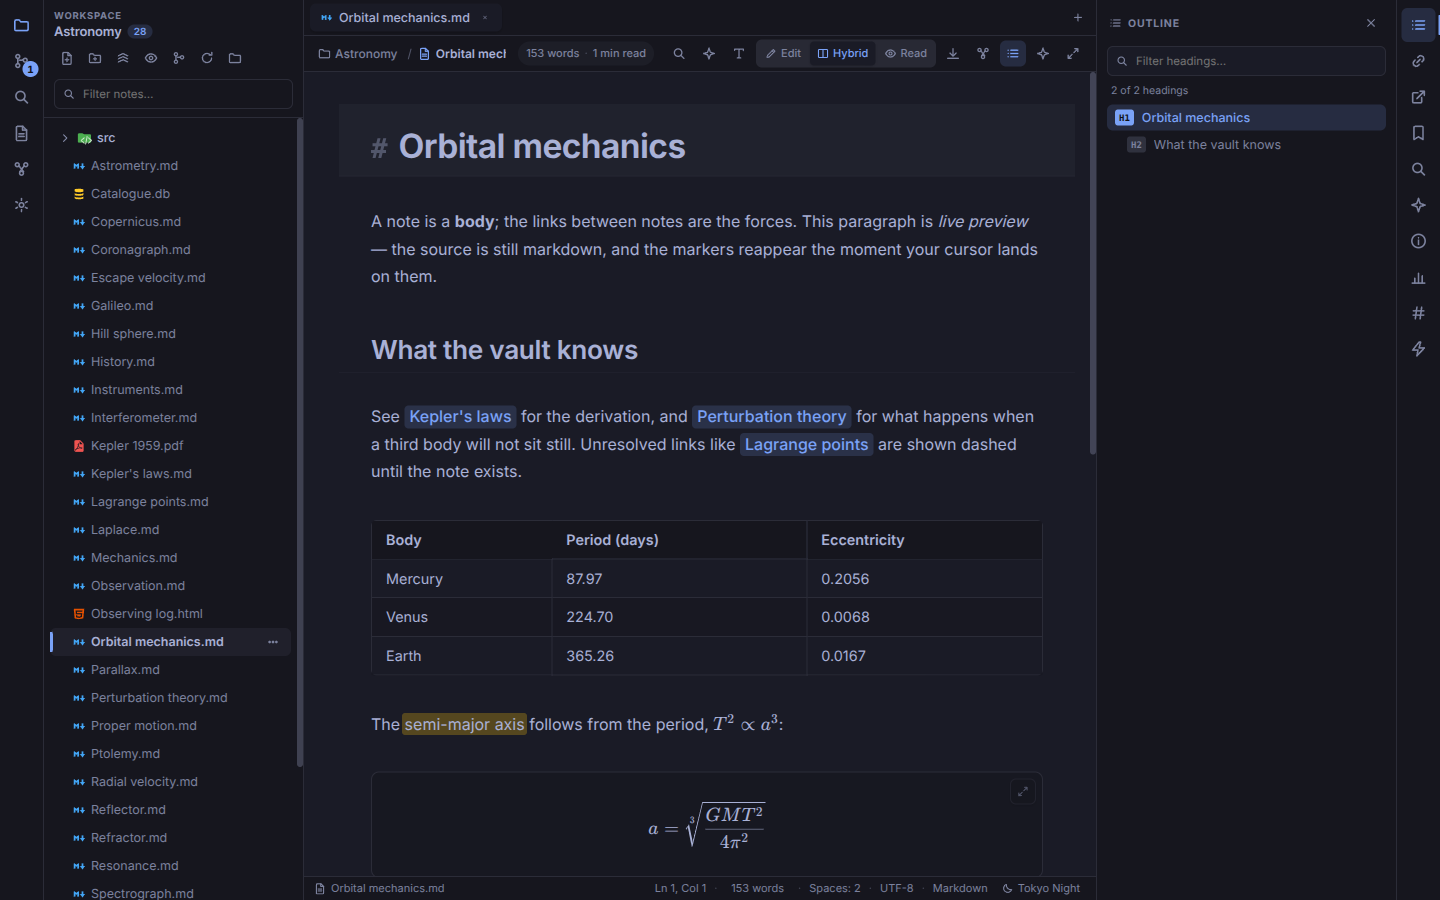 WORKSPACE
Astronomy 28
1
Filter notes...
src
Astrometry.md
Catalogue.db
Copernicus.md
Coronagraph.md
Escape velocity.md
Galileo.md
Hill sphere.md
History.md
Instruments.md
Interferometer.md
Kepler 1959.pdf
Kepler's laws.md
Lagrange points.md
Laplace.md
Mechanics.md
Observation.md
Observing log.html
Orbital mechanics.md
Parallax.md
Perturbation theory.md
Proper motion.md
Ptolemy.md
Radial velocity.md
Reflector.md
Refractor.md
Resonance.md
Spectrograph.md
Orbital mechanics.md
Astronomy / Orbital mech 153 words · 1 min read Edit Hybrid Read
# Orbital mechanics
A note is a body; the links between notes are the forces. This paragraph is live preview
— the source is still markdown, and the markers reappear the moment your cursor lands
on them.
What the vault knows
See Kepler's laws for the derivation, and Perturbation theory for what happens when
a third body will not sit still. Unresolved links like Lagrange points are shown dashed
until the note exists.
Body Period (days) Eccentricity
Mercury 87.97 0.2056
Venus 224.70 0.0068
Earth 365.26 0.0167
The semi-major axis follows from the period, T² ∝ a³:
a = ∛(GMT² / 4π²)
Orbital mechanics.md Ln 1, Col 1 · 153 words · Spaces: 2 · UTF-8 · Markdown Tokyo Night
OUTLINE
Filter headings...
2 of 2 headings
H1 Orbital mechanics
H2 What the vault knows